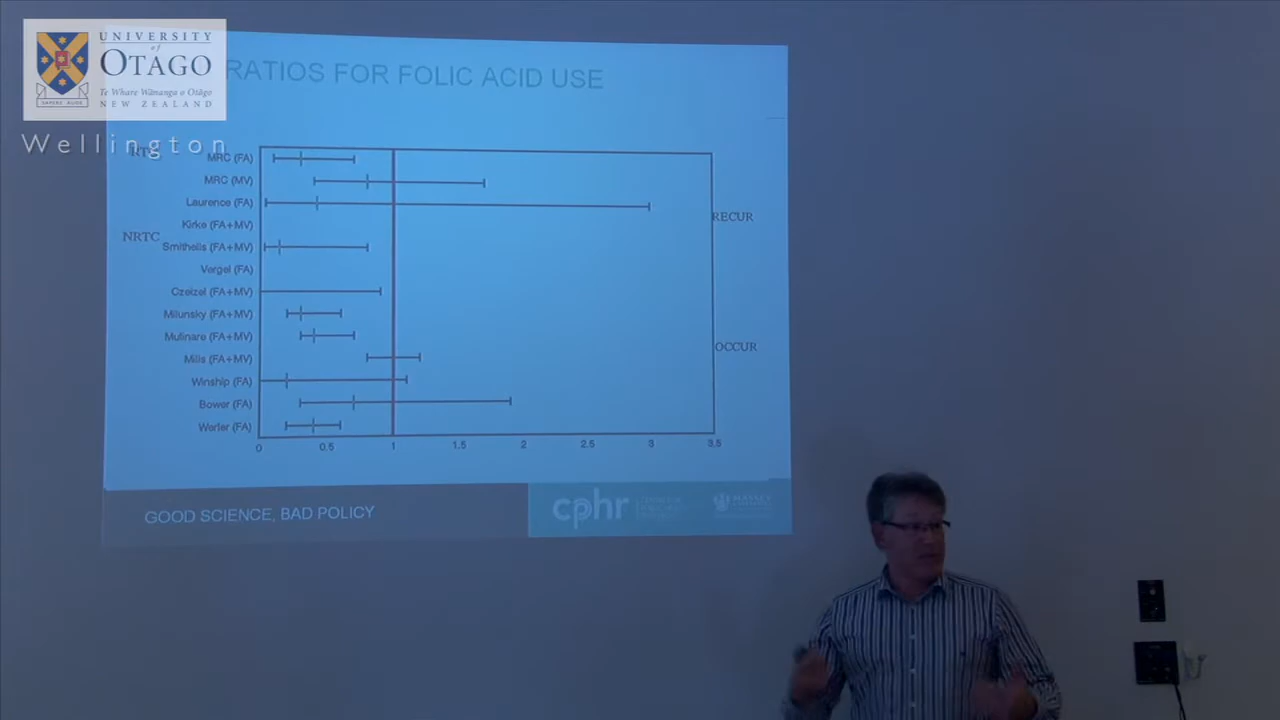 UNIVERSITY
of
OTAGO
Te Whare Wānanga o Otāgo
NEW ZEALAND
SAPERE AUDE
Wellington
RATIOS FOR FOLIC ACID USE
MRC (FA)
MRC (MV)
Laurence (FA)
RECUR
Kirke (FA+MV)
NRTC
Smithells (FA+MV)
Vergel (FA)
Czeizel (FA+MV)
Milunsky (FA+MV)
Mulinare (FA+MV)
OCCUR
Mills (FA+MV)
Winship (FA)
Bower (FA)
Werler (FA)
0 0.5 1 1.5 2 2.5 3 3.5
GOOD SCIENCE, BAD POLICY
cphr
MASSEY